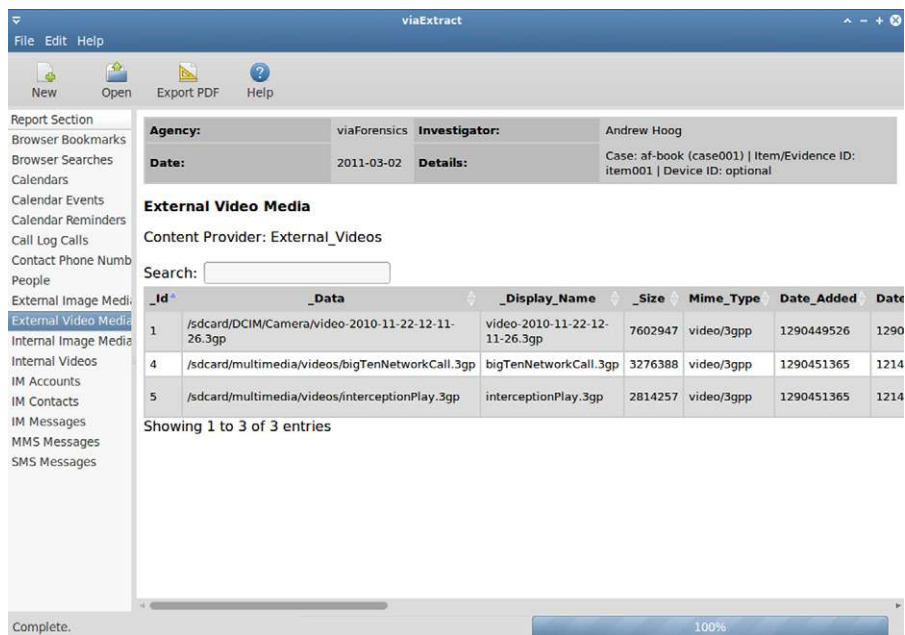 viaExtract
File Edit Help
New Open Export PDF Help
Report Section
Browser Bookmarks
Browser Searches
Calendars
Calendar Events
Calendar Reminders
Call Log Calls
Contact Phone Numb
People
External Image Medi
External Video Media
Internal Image Media
Internal Videos
IM Accounts
IM Contacts
IM Messages
MMS Messages
SMS Messages
Agency: viaForensics Investigator: Andrew Hoog
Date: 2011-03-02 Details: Case: af-book (case001) | Item/Evidence ID:
item001 | Device ID: optional
External Video Media
Content Provider: External_Videos
Search:
_Id _Data _Display_Name _Size Mime_Type Date_Added Date
1 /sdcard/DCIM/Camera/video-2010-11-22-12-11- video-2010-11-22-12- 7602947 video/3gpp 1290449526 1290
26.3gp 11-26.3gp
4 /sdcard/multimedia/videos/bigTenNetworkCall.3gp bigTenNetworkCall.3gp 3276388 video/3gpp 1290451365 1214
5 /sdcard/multimedia/videos/interceptionPlay.3gp interceptionPlay.3gp 2814257 video/3gpp 1290451365 1214
Showing 1 to 3 of 3 entries
Complete. 100%